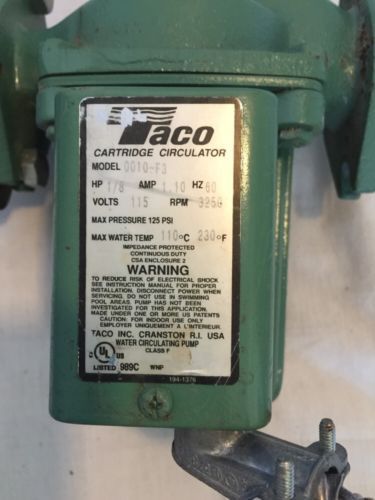 Taco
CARTRIDGE CIRCULATOR
MODEL 0010-F3
HP 1/8 AMP 1.10 HZ 60
VOLTS 115 RPM 3250
MAX PRESSURE 125 PSI
MAX WATER TEMP 110°C 230°F
IMPEDANCE PROTECTED
CONTINUOUS DUTY
CSA ENCLOSURE 2
WARNING
TO REDUCE RISK OF ELECTRICAL SHOCK
SEE INSTRUCTION MANUAL FOR PROPER
INSTALLATION. DISCONNECT POWER WHEN
SERVICING. DO NOT USE IN SWIMMING
POOL AREAS. PUMP HAS NOT BEEN
INVESTIGATED FOR THIS APPLICATION.
MADE UNDER ONE OR MORE US PATENTS
CAUTION: FOR INDOOR USE ONLY
EMPLOYER UNIQUEMENT A L'INTERIEUR.
TACO INC. CRANSTON R.I. USA
WATER CIRCULATING PUMP
CLASS F
C UL US
LISTED 989C WNP
194-1376